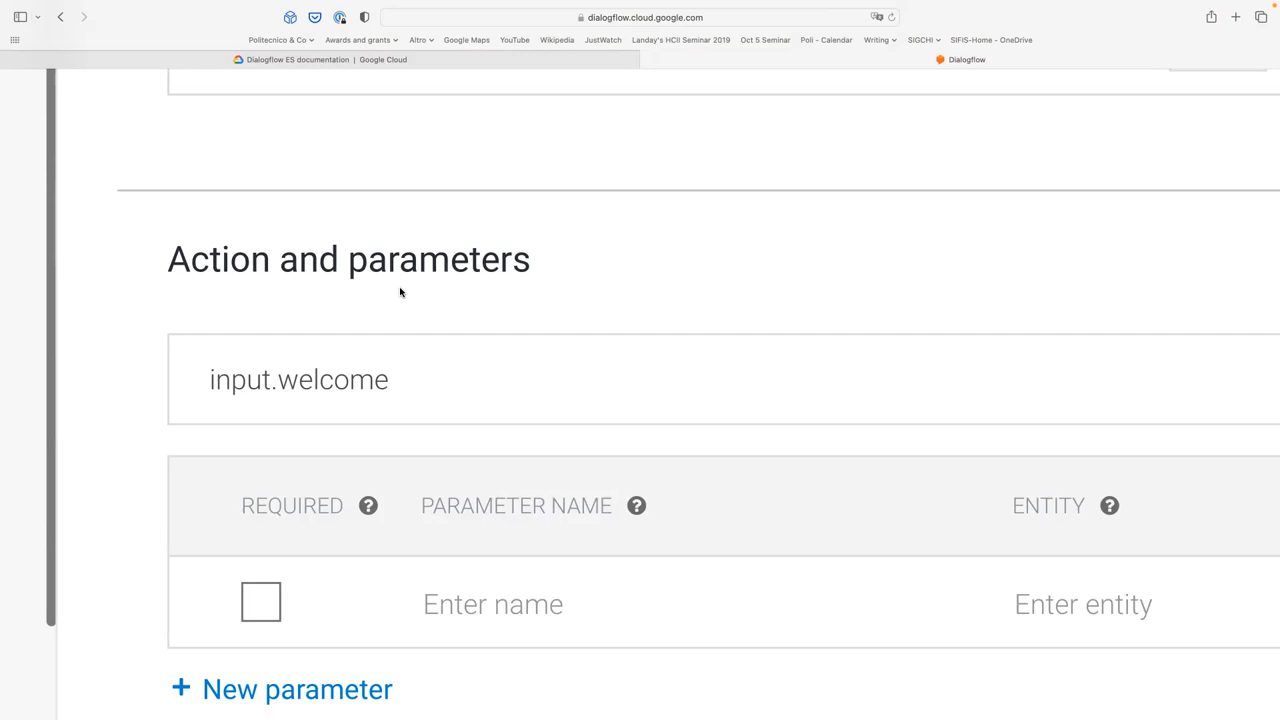 dialogflow.cloud.google.com
Politecnico & Co Awards and grants Altro Google Maps YouTube Wikipedia JustWatch Landay's HCII Seminar 2019 Oct 5 Seminar Poli - Calendar Writing SIGCHI SIFIS-Home - OneDrive
Dialogflow ES documentation | Google Cloud Dialogflow
Action and parameters
input.welcome
REQUIRED ? PARAMETER NAME ? ENTITY ?
Enter name Enter entity
+ New parameter